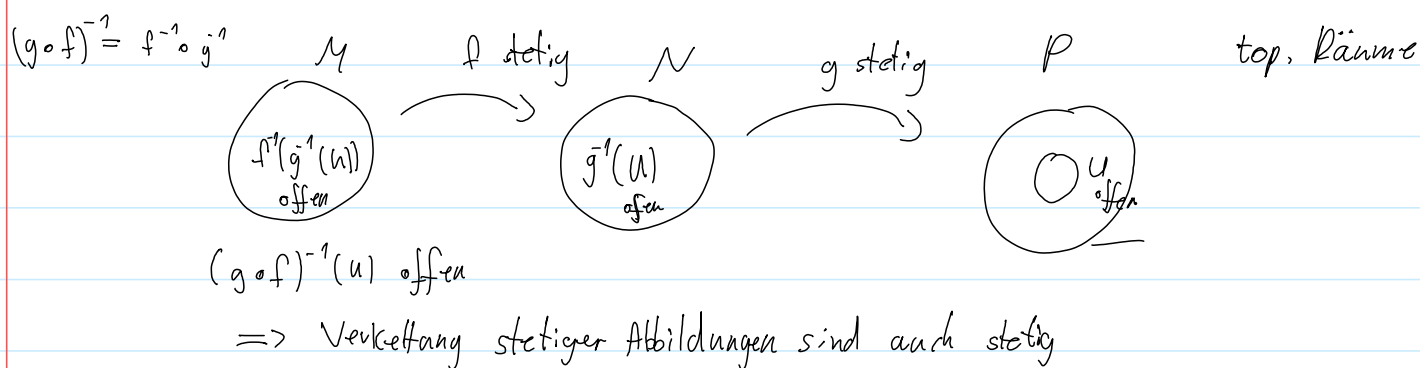 (g∘f)⁻¹ = f⁻¹∘g⁻¹ M f stetig N g stetig P top. Räume
f⁻¹(g⁻¹(U)) g⁻¹(U) U
offen offen offen
(g∘f)⁻¹(U) offen
=> Verkettung stetiger Abbildungen sind auch stetig